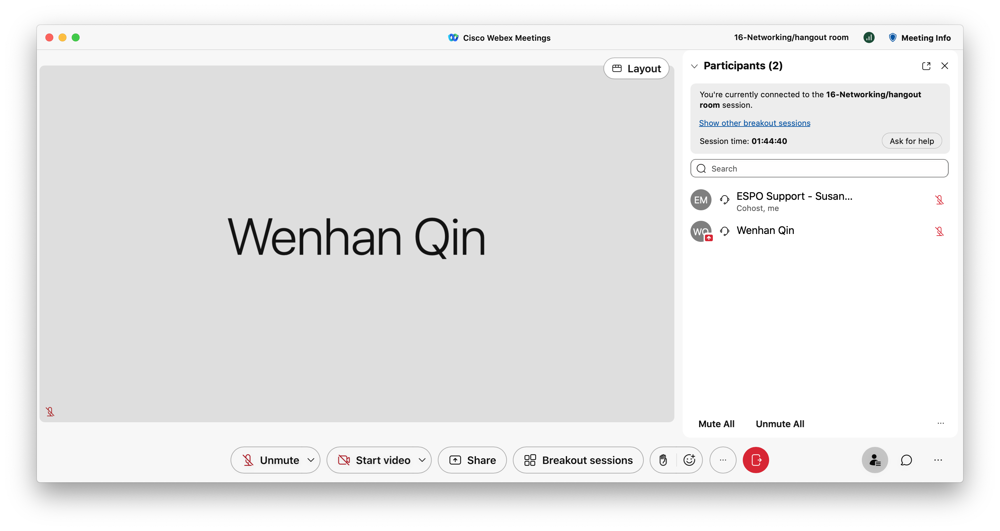 Cisco Webex Meetings
16-Networking/hangout room
Meeting Info
Layout
Wenhan Qin
Participants (2)
You're currently connected to the 16-Networking/hangout
room session.
Show other breakout sessions
Session time: 01:44:40
Ask for help
Search
EM
ESPO Support - Susan...
Cohost, me
WQ
Wenhan Qin
Mute All
Unmute All
Unmute
Start video
Share
Breakout sessions